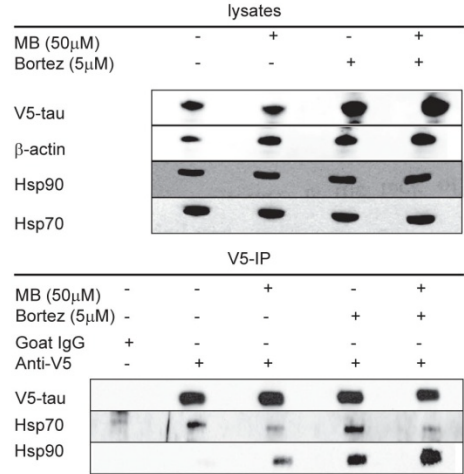 lysates
MB (50μM) - + - +
Bortez (5μM) - - + +
V5-tau
β-actin
Hsp90
Hsp70
V5-IP
MB (50μM) - - + - +
Bortez (5μM) - - - + +
Goat IgG + - - - -
Anti-V5 - + + + +
V5-tau
Hsp70
Hsp90